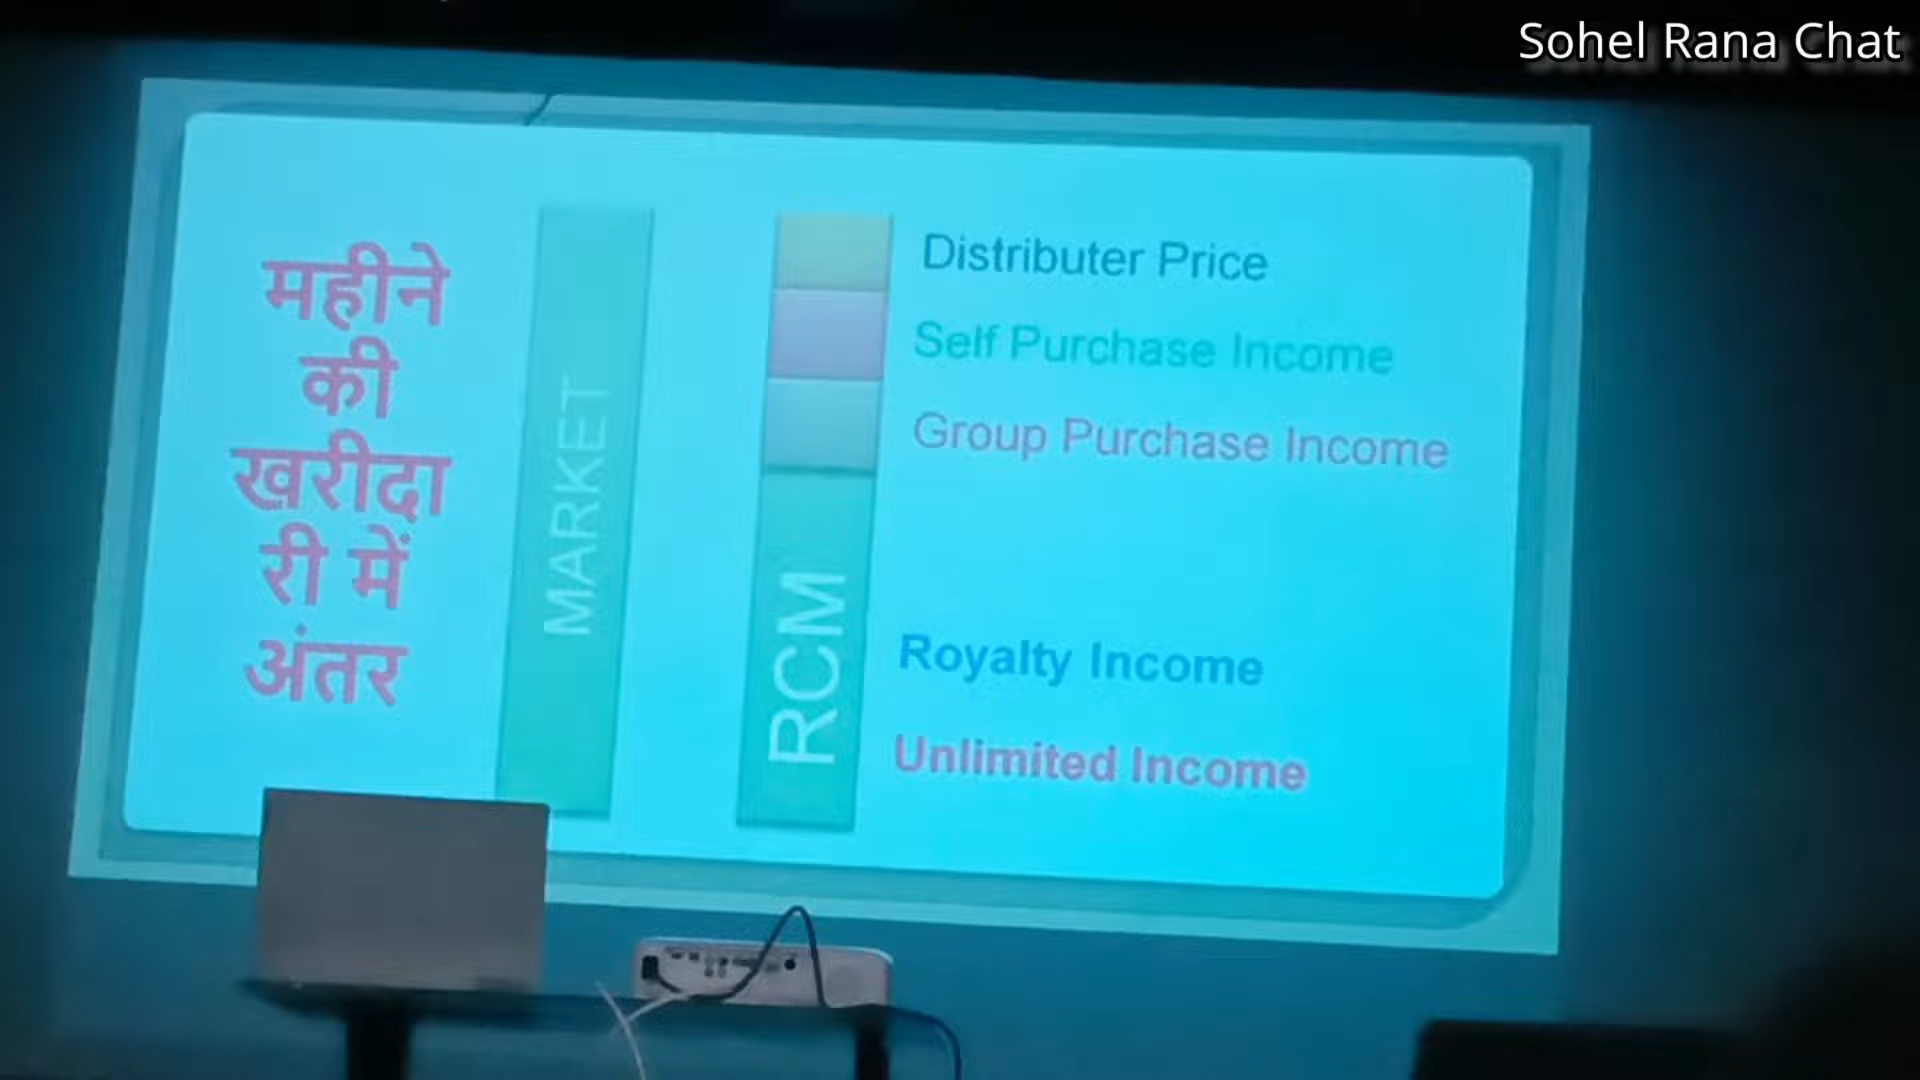 Sohel Rana Chat
महीने
की
खरीदा
री में
अंतर
MARKET
RCM
Distributer Price
Self Purchase Income
Group Purchase Income
Royalty Income
Unlimited Income